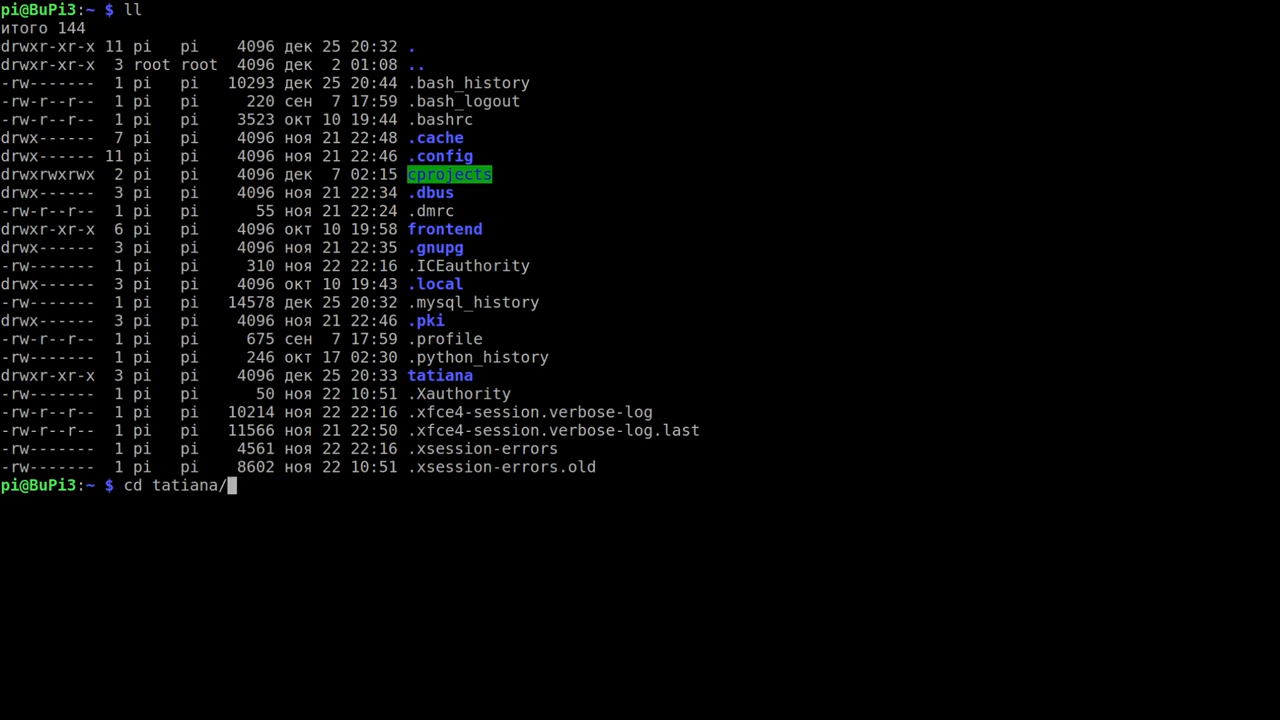 pi@BuPi3:~ $ ll
итого 144
drwxr-xr-x 11 pi   pi    4096 дек 25 20:32 .
drwxr-xr-x  3 root root  4096 дек  2 01:08 ..
-rw-------  1 pi   pi   10293 дек 25 20:44 .bash_history
-rw-r--r--  1 pi   pi     220 сен  7 17:59 .bash_logout
-rw-r--r--  1 pi   pi    3523 окт 10 19:44 .bashrc
drwx------  7 pi   pi    4096 ноя 21 22:48 .cache
drwx------ 11 pi   pi    4096 ноя 21 22:46 .config
drwxrwxrwx  2 pi   pi    4096 дек  7 02:15 cprojects
drwx------  3 pi   pi    4096 ноя 21 22:34 .dbus
-rw-r--r--  1 pi   pi      55 ноя 21 22:24 .dmrc
drwxr-xr-x  6 pi   pi    4096 окт 10 19:58 frontend
drwx------  3 pi   pi    4096 ноя 21 22:35 .gnupg
-rw-------  1 pi   pi     310 ноя 22 22:16 .ICEauthority
drwx------  3 pi   pi    4096 окт 10 19:43 .local
-rw-------  1 pi   pi   14578 дек 25 20:32 .mysql_history
drwx------  3 pi   pi    4096 ноя 21 22:46 .pki
-rw-r--r--  1 pi   pi     675 сен  7 17:59 .profile
-rw-------  1 pi   pi     246 окт 17 02:30 .python_history
drwxr-xr-x  3 pi   pi    4096 дек 25 20:33 tatiana
-rw-------  1 pi   pi      50 ноя 22 10:51 .Xauthority
-rw-r--r--  1 pi   pi   10214 ноя 22 22:16 .xfce4-session.verbose-log
-rw-r--r--  1 pi   pi   11566 ноя 21 22:50 .xfce4-session.verbose-log.last
-rw-------  1 pi   pi    4561 ноя 22 22:16 .xsession-errors
-rw-------  1 pi   pi    8602 ноя 22 10:51 .xsession-errors.old
pi@BuPi3:~ $ cd tatiana/